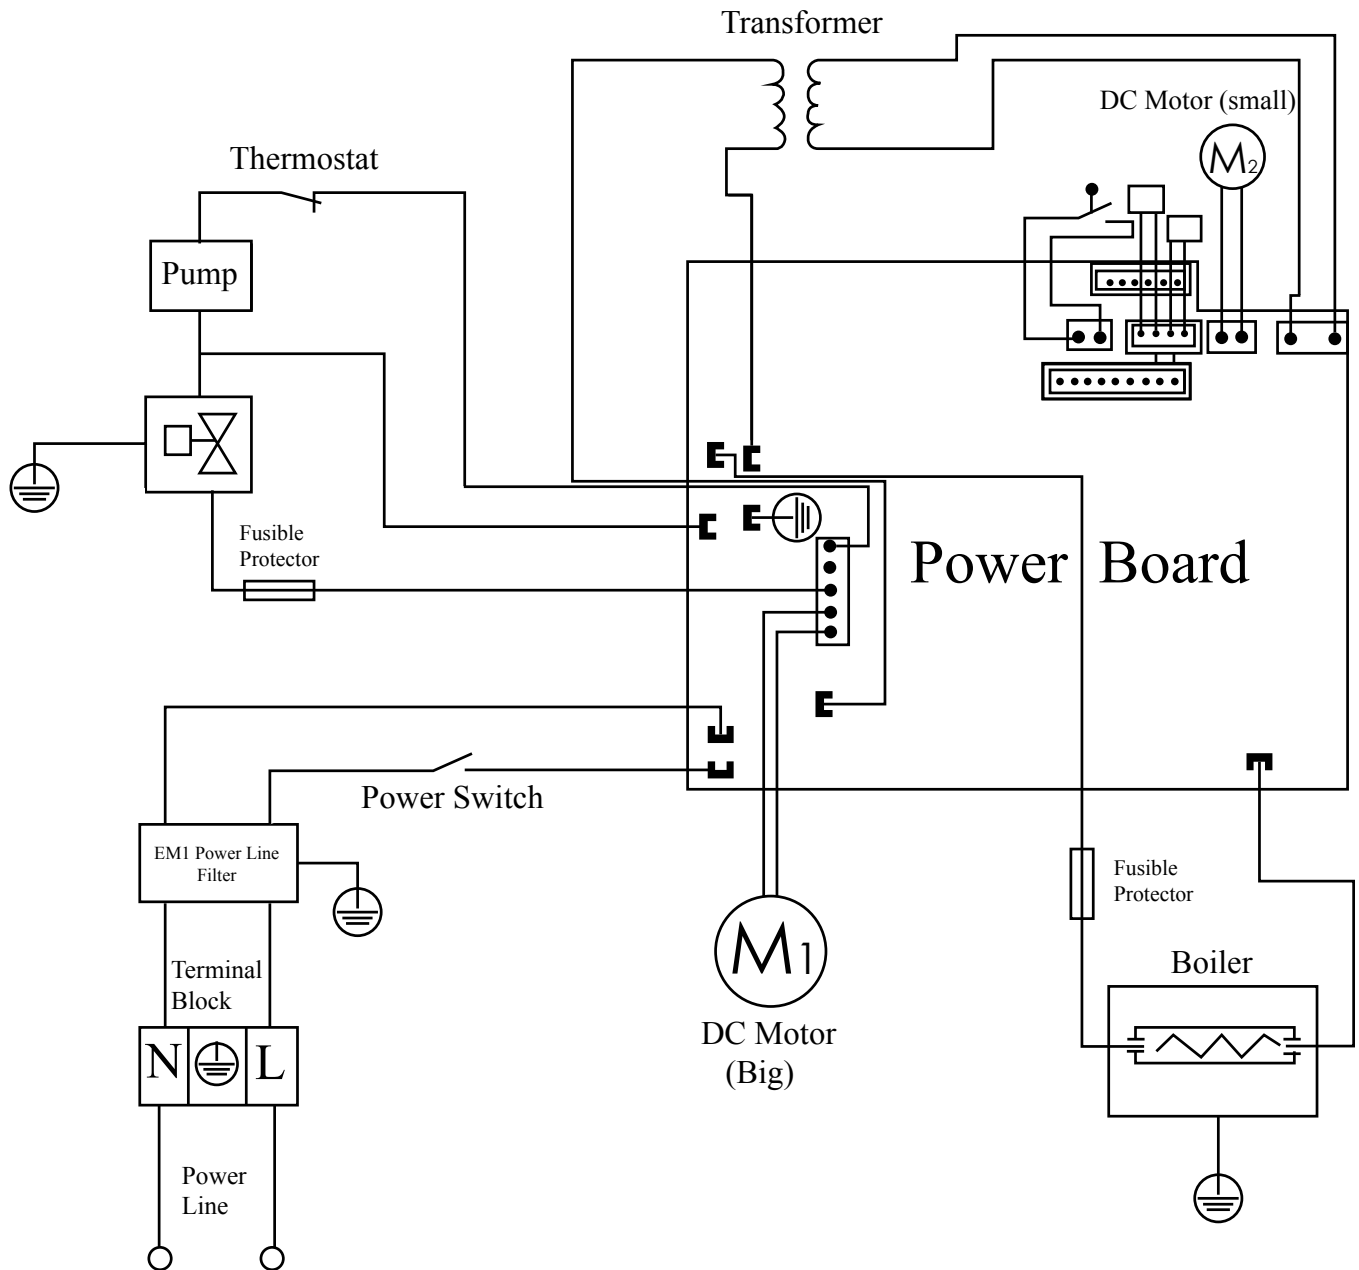 Transformer
DC Motor (small)
M2
Thermostat
Pump
Fusible
Protector
Power Board
Power Switch
EM1 Power Line
Filter
Fusible
Protector
Terminal
Block
M1
Boiler
N
L
DC Motor
(Big)
Power
Line